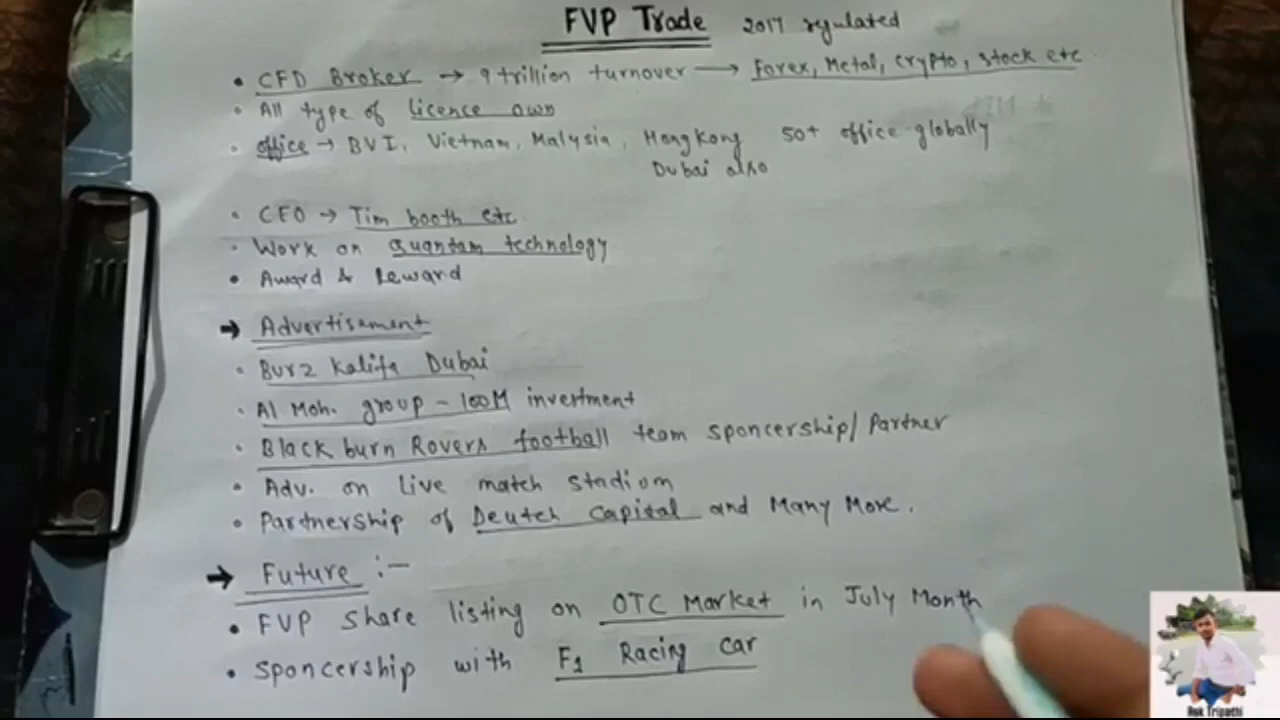 FVP Trade 2017 regulated
• CFD Broker → 9 trillion turnover → Forex, Metal, crypto, stock etc
• All type of licence own
• office → BVI, Vietnam, Malysia, HongKong 50+ office globally
Dubai also
• CFO → Tim booth etc
• Work on quantam technology
• Award & Reward
→ Advertisement
• Burz Kalifa Dubai
• Al Moh. group - 100M investment
• Black burn Rovers football team sponcership/Partner
• Adv. on live match stadium
• Partnership of Deutch Capital and Many More.
→ Future :-
• FVP share listing on OTC Market in July Month
• sponcership with F1 Racing car
Alok Tripathi